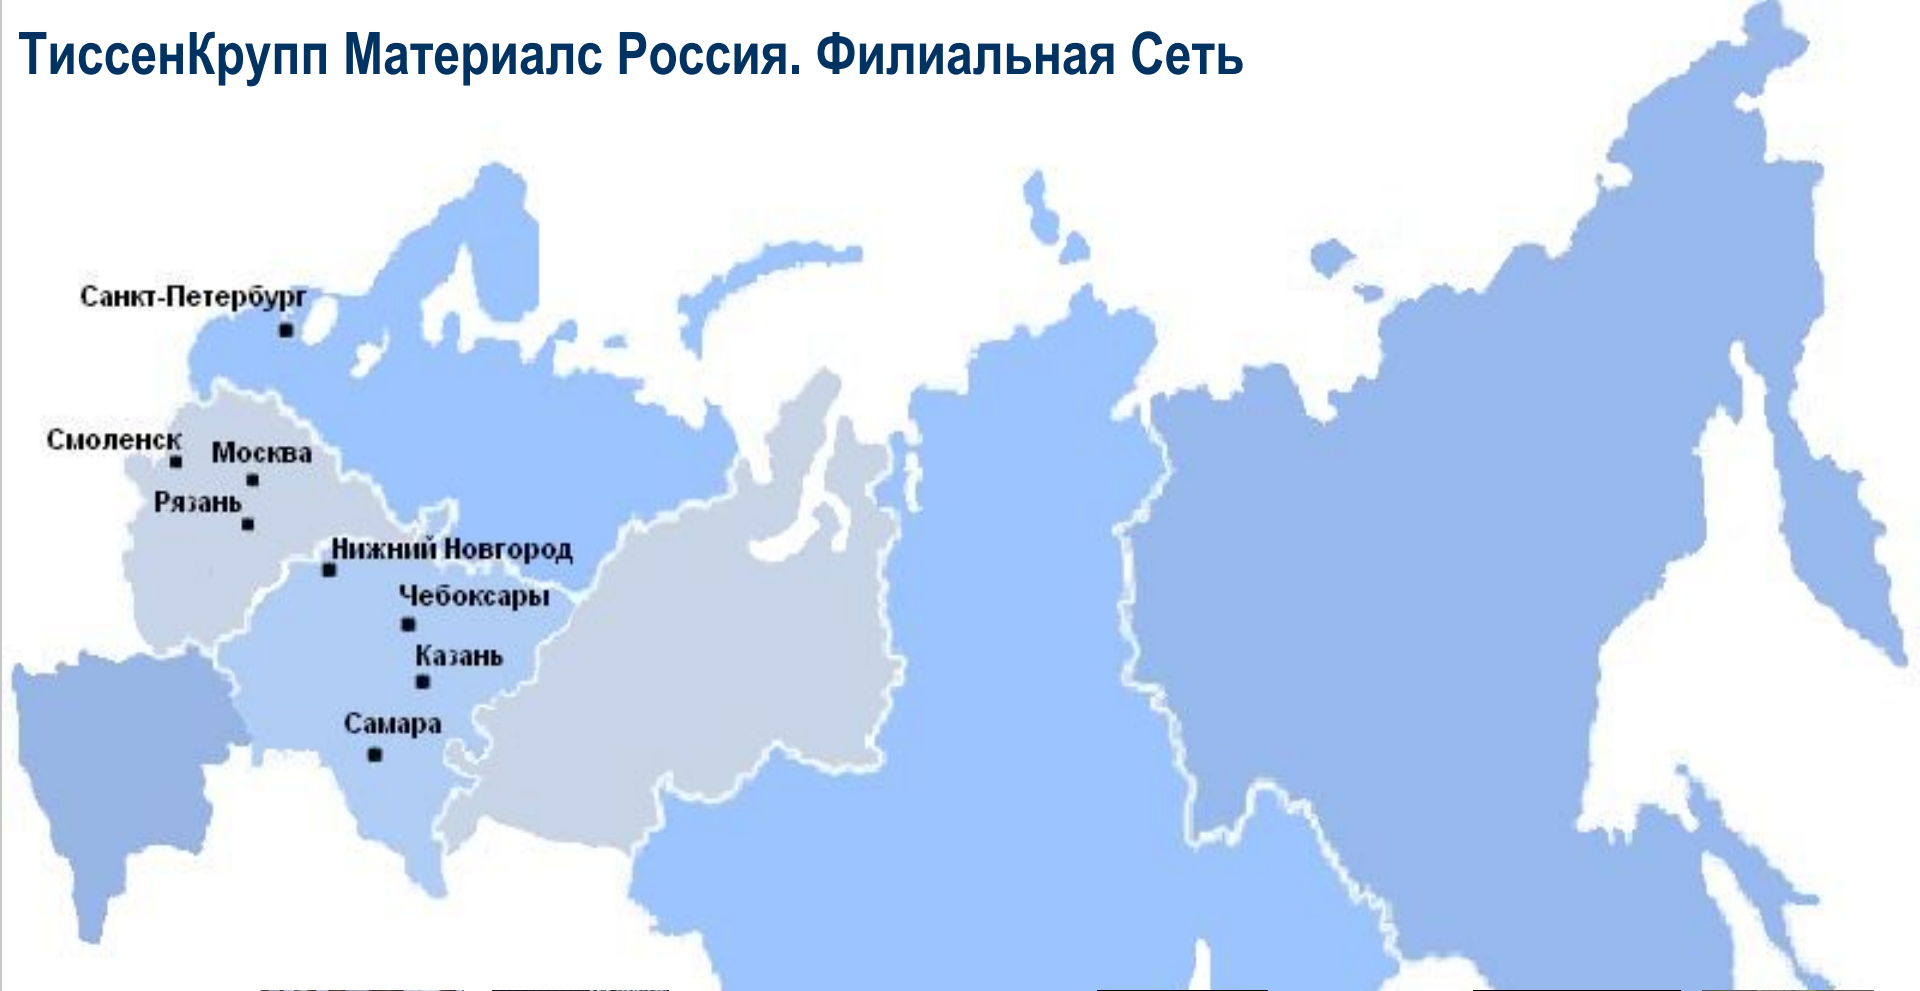 ТиссенКрупп Материалс Россия. Филиальная Сеть
Санкт-Петербург
Смоленск
Москва
Рязань
Нижний Новгород
Чебоксары
Казань
Самара